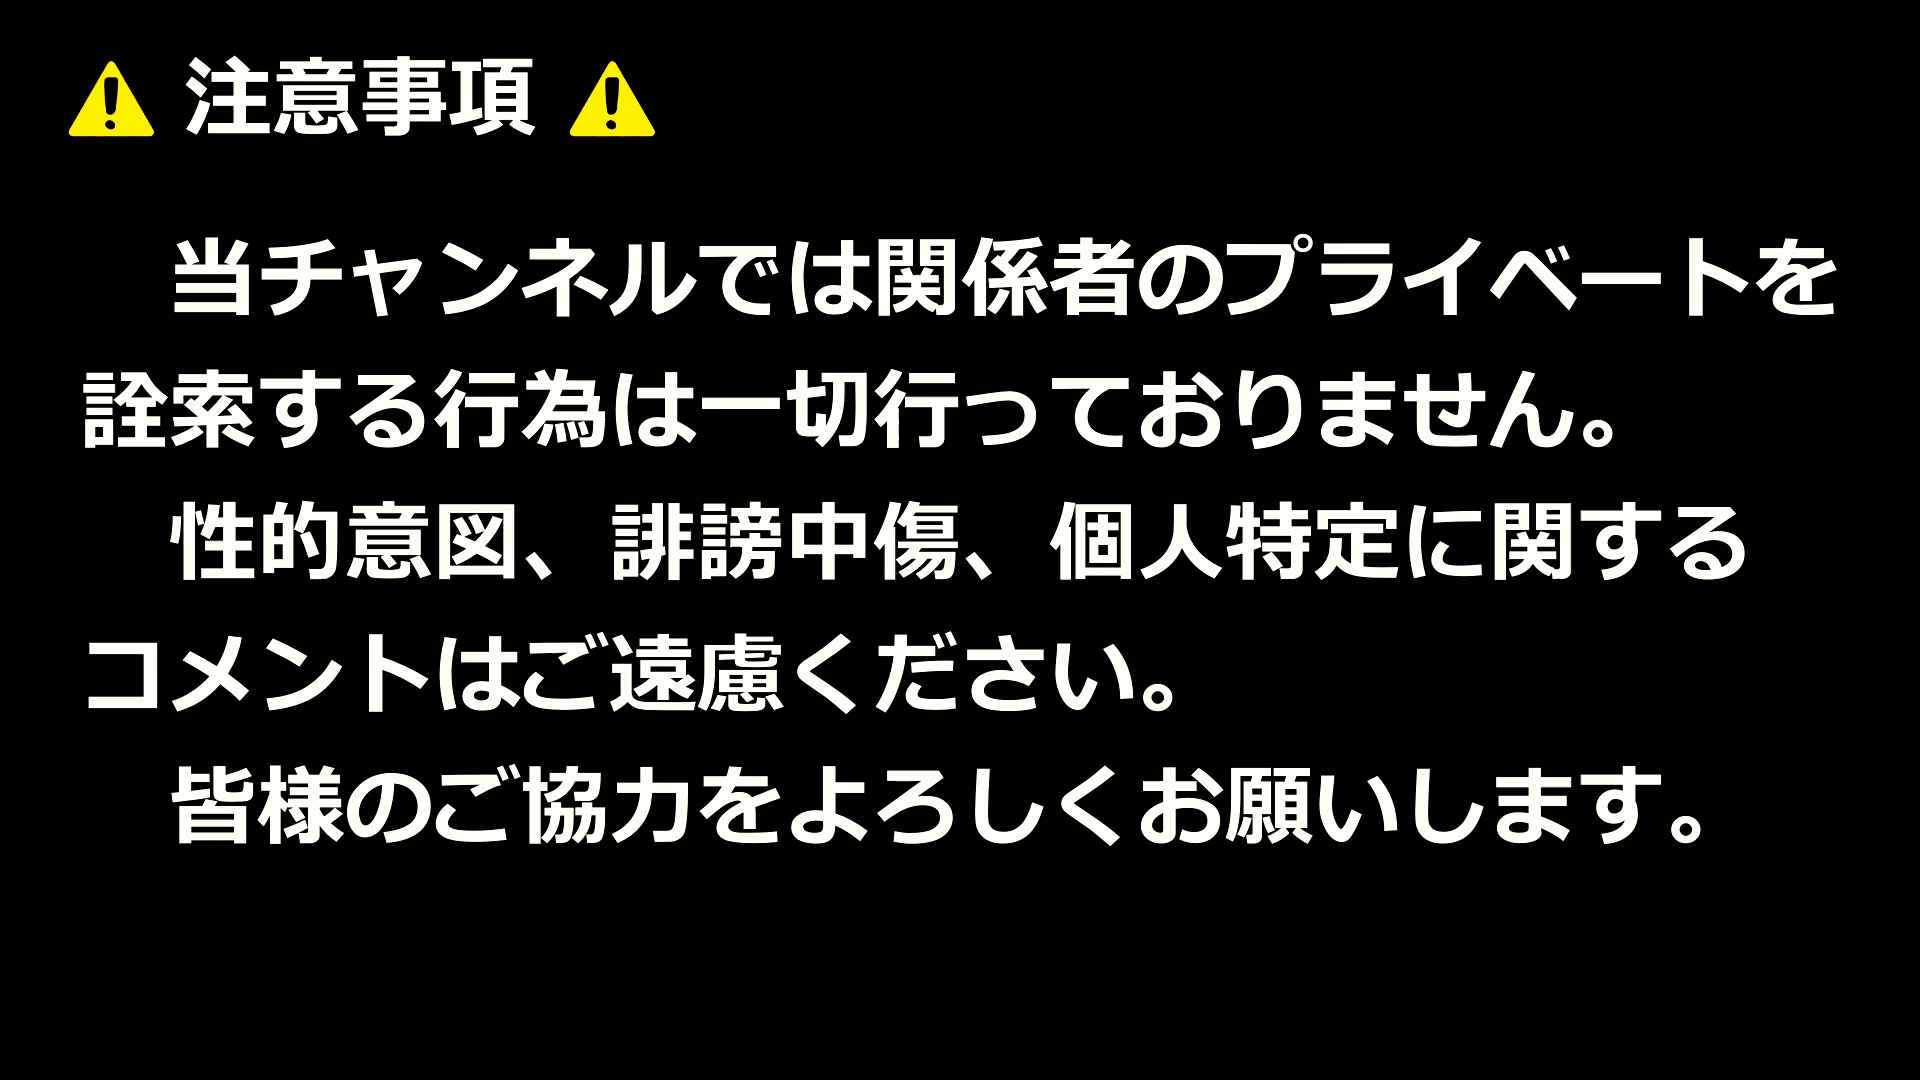 ⚠ 注意事項 ⚠
当チャンネルでは関係者のプライベートを
詮索する行為は一切行っておりません。
性的意図、誹謗中傷、個人特定に関する
コメントはご遠慮ください。
皆様のご協力をよろしくお願いします。